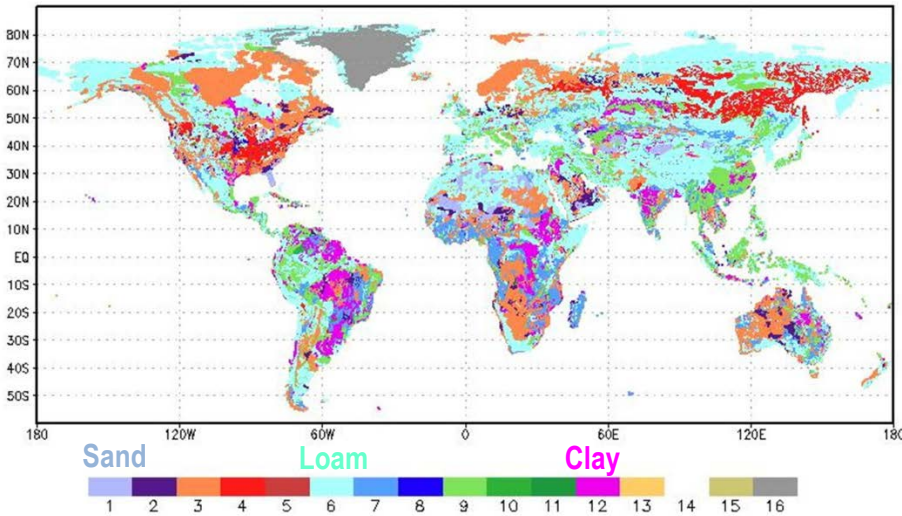 80N
70N
60N
50N
40N
30N
20N
10N
EQ
10S
20S
30S
40S
50S
180 120W 60W 0 60E 120E 180
Sand Loam Clay
1 2 3 4 5 6 7 8 9 10 11 12 13 14 15 16